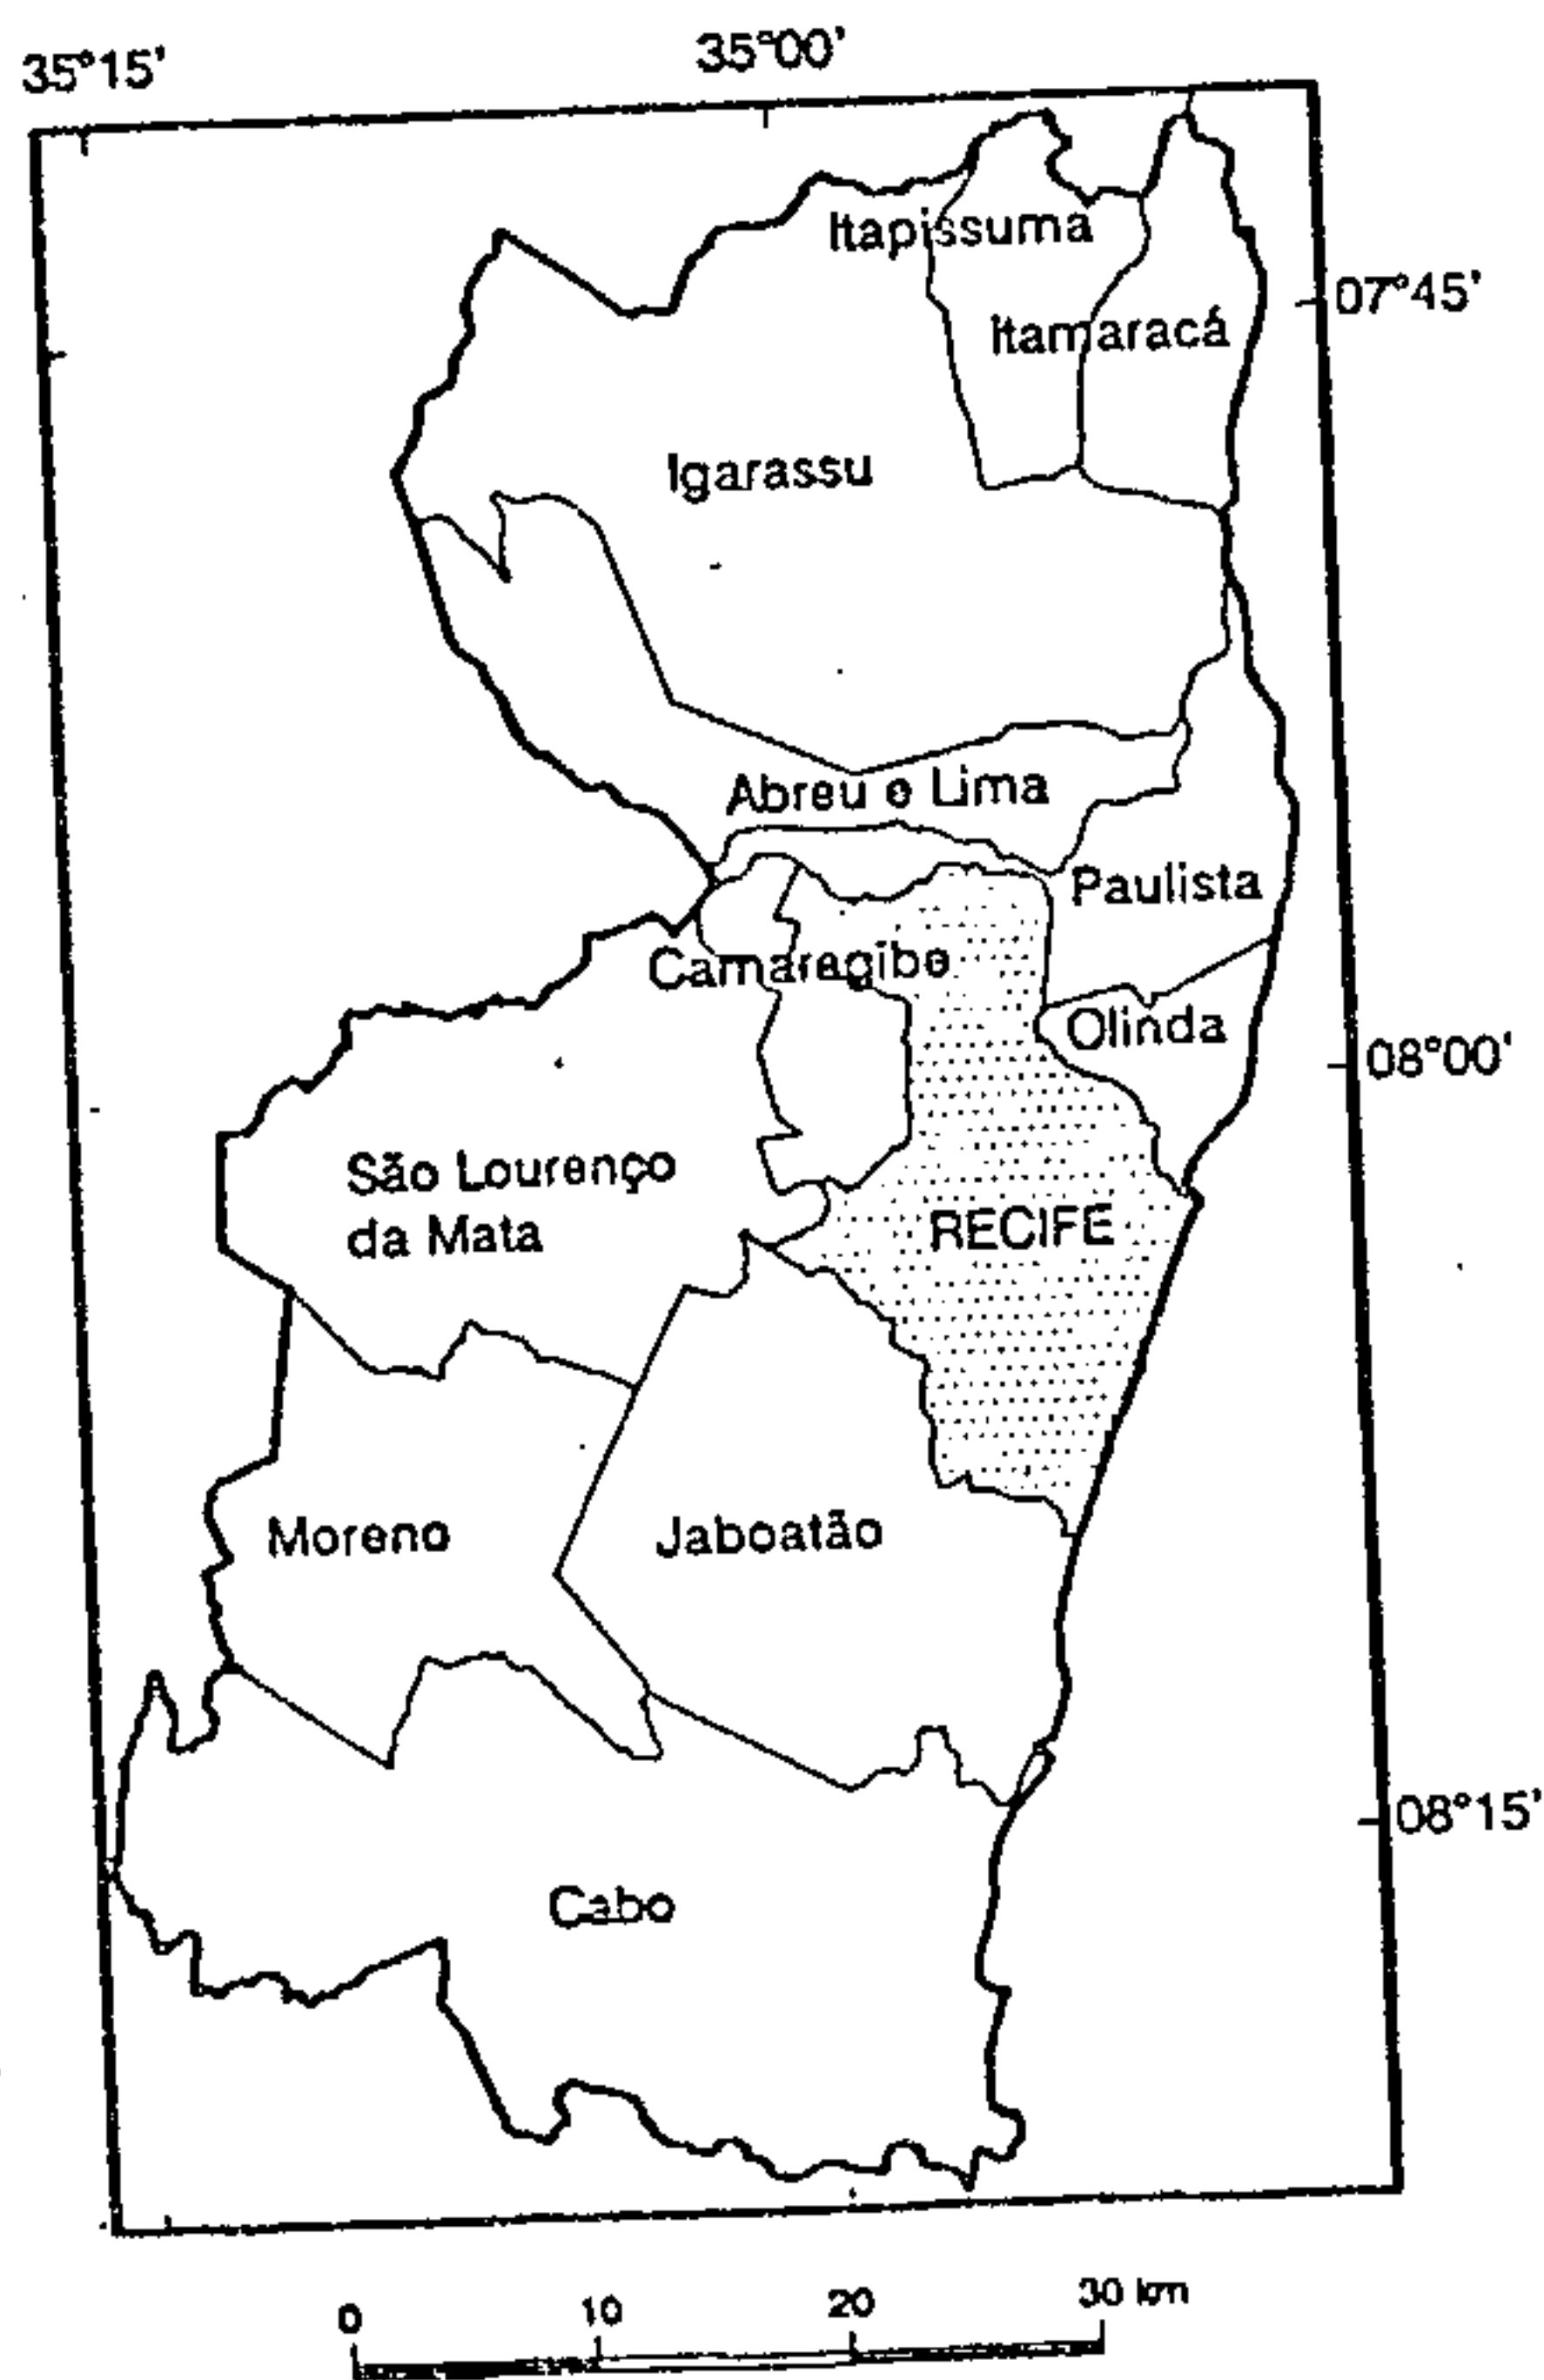 35°15'
35°00'
Itapissuma
07°45'
Itamaracá
Igarassu
Abreu e Lima
Paulista
Camaragibe
Olinda
08°00'
São Lourenço
da Mata
RECIFE
Moreno
Jaboatão
08°15'
Cabo
0 10 20 30 km